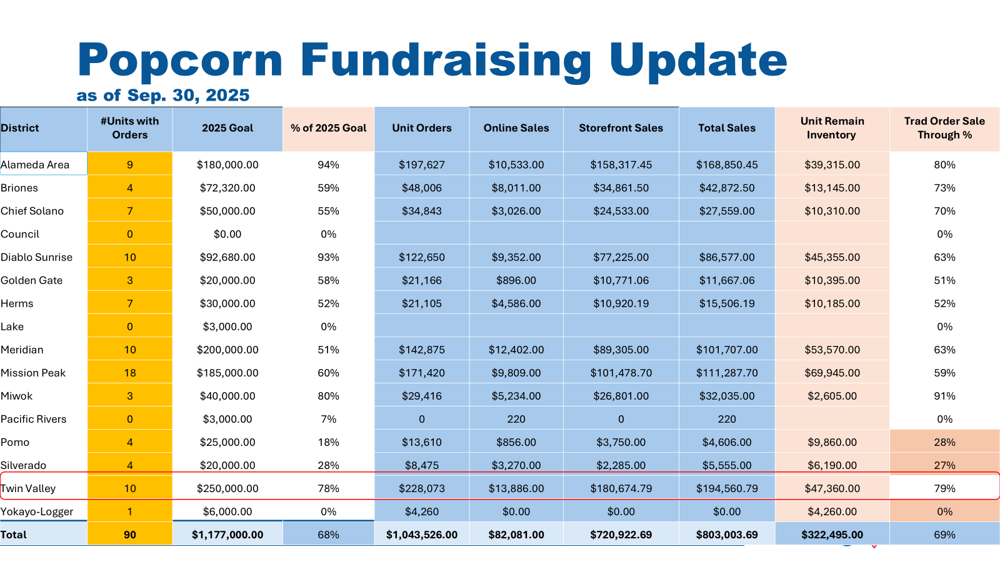 Popcorn Fundraising Update
as of Sep. 30, 2025
District #Units with Orders 2025 Goal % of 2025 Goal Unit Orders Online Sales Storefront Sales Total Sales Unit Remain Inventory Trad Order Sale Through %
Alameda Area 9 $180,000.00 94% $197,627 $10,533.00 $158,317.45 $168,850.45 $39,315.00 80%
Briones 4 $72,320.00 59% $48,006 $8,011.00 $34,861.50 $42,872.50 $13,145.00 73%
Chief Solano 7 $50,000.00 55% $34,843 $3,026.00 $24,533.00 $27,559.00 $10,310.00 70%
Council 0 $0.00 0% 0%
Diablo Sunrise 10 $92,680.00 93% $122,650 $9,352.00 $77,225.00 $86,577.00 $45,355.00 63%
Golden Gate 3 $20,000.00 58% $21,166 $896.00 $10,771.06 $11,667.06 $10,395.00 51%
Herms 7 $30,000.00 52% $21,105 $4,586.00 $10,920.19 $15,506.19 $10,185.00 52%
Lake 0 $3,000.00 0% 0%
Meridian 10 $200,000.00 51% $142,875 $12,402.00 $89,305.00 $101,707.00 $53,570.00 63%
Mission Peak 18 $185,000.00 60% $171,420 $9,809.00 $101,478.70 $111,287.70 $69,945.00 59%
Miwok 3 $40,000.00 80% $29,416 $5,234.00 $26,801.00 $32,035.00 $2,605.00 91%
Pacific Rivers 0 $3,000.00 7% 0 220 0 220 0%
Pomo 4 $25,000.00 18% $13,610 $856.00 $3,750.00 $4,606.00 $9,860.00 28%
Silverado 4 $20,000.00 28% $8,475 $3,270.00 $2,285.00 $5,555.00 $6,190.00 27%
Twin Valley 10 $250,000.00 78% $228,073 $13,886.00 $180,674.79 $194,560.79 $47,360.00 79%
Yokayo-Logger 1 $6,000.00 0% $4,260 $0.00 $0.00 $0.00 $4,260.00 0%
Total 90 $1,177,000.00 68% $1,043,526.00 $82,081.00 $720,922.69 $803,003.69 $322,495.00 69%